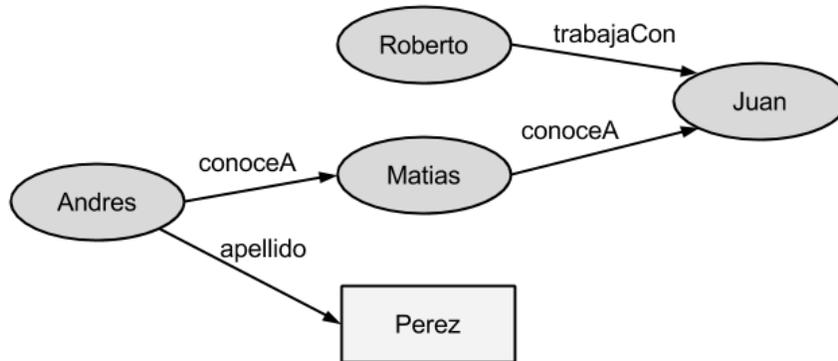 Roberto
trabajaCon
Juan
conoceA
Matias
conoceA
Andres
apellido
Perez